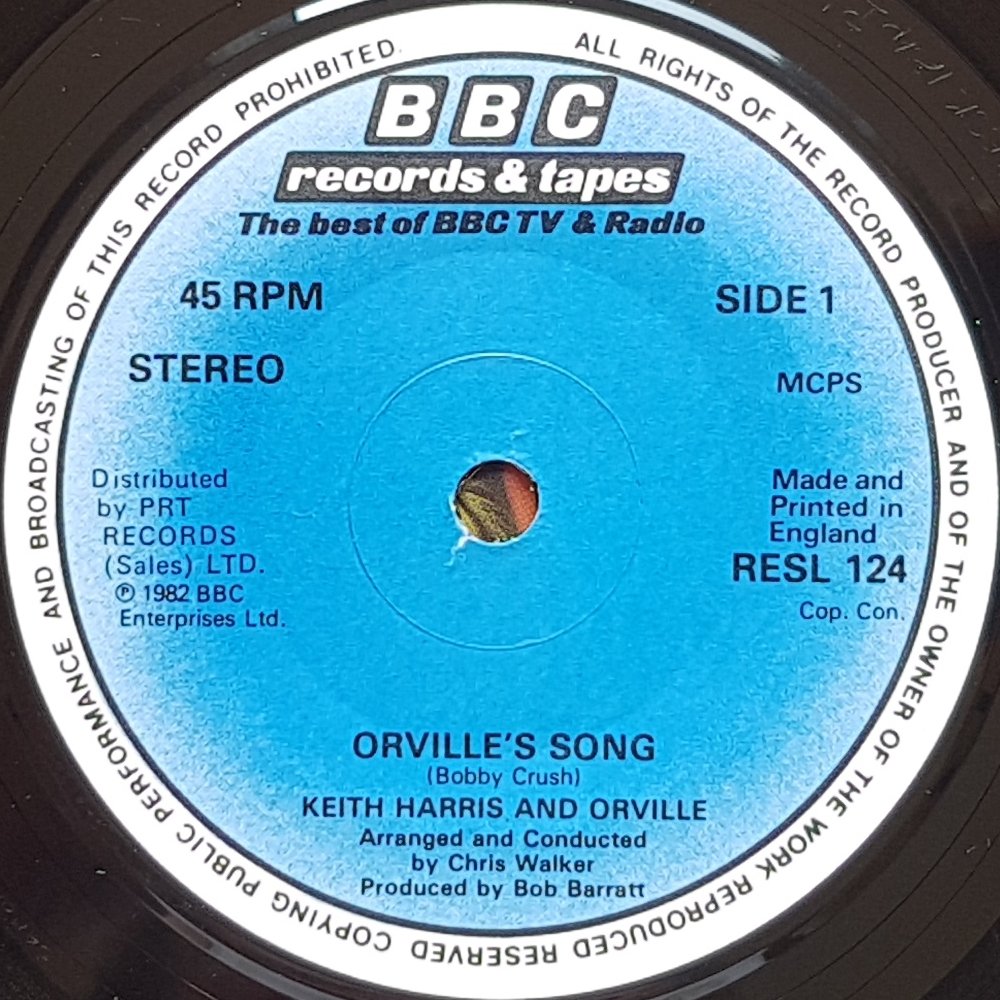 ALL RIGHTS OF THE RECORD PRODUCER AND OF THE OWNER OF THE WORK REPRODUCED RESERVED COPYING PUBLIC PERFORMANCE AND BROADCASTING OF THIS RECORD PROHIBITED.
BBC
records & tapes
The best of BBC TV & Radio
45 RPM
SIDE 1
STEREO
MCPS
Distributed
by PRT
RECORDS
(Sales) LTD.
℗ 1982 BBC
Enterprises Ltd.
Made and
Printed in
England
RESL 124
Cop. Con.
ORVILLE'S SONG
(Bobby Crush)
KEITH HARRIS AND ORVILLE
Arranged and Conducted
by Chris Walker
Produced by Bob Barratt